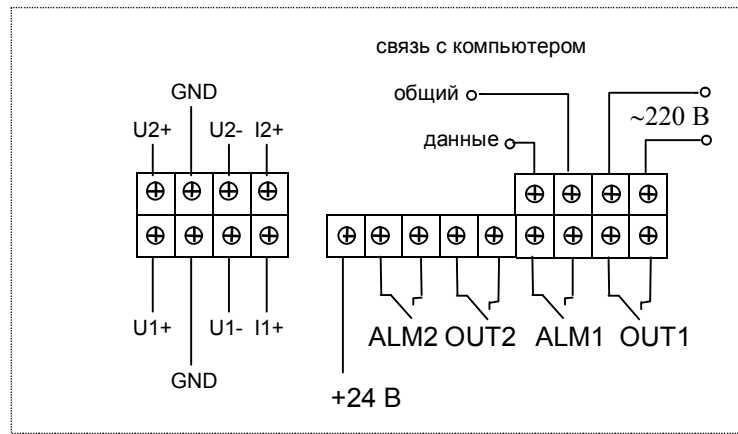 связь с компьютером
GND
общий
U2+ U2- I2+
~220 В
данные
U1+ U1- I1+
ALM2 OUT2 ALM1 OUT1
GND
+24 В